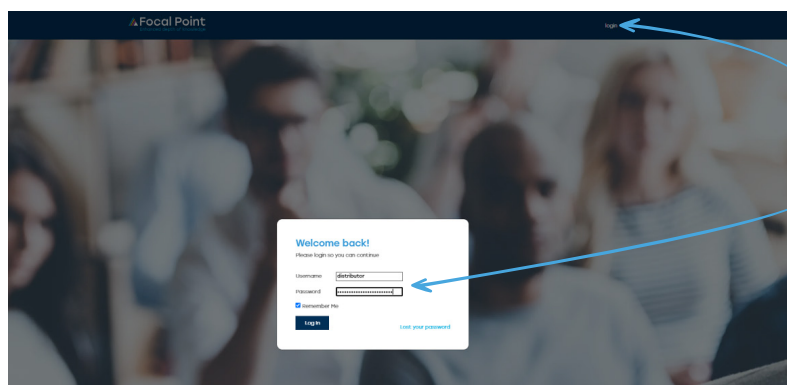 Focal Point
login
Welcome back!
Please login so you can continue
Username distributor
Password
Remember Me
Log In
Lost your password